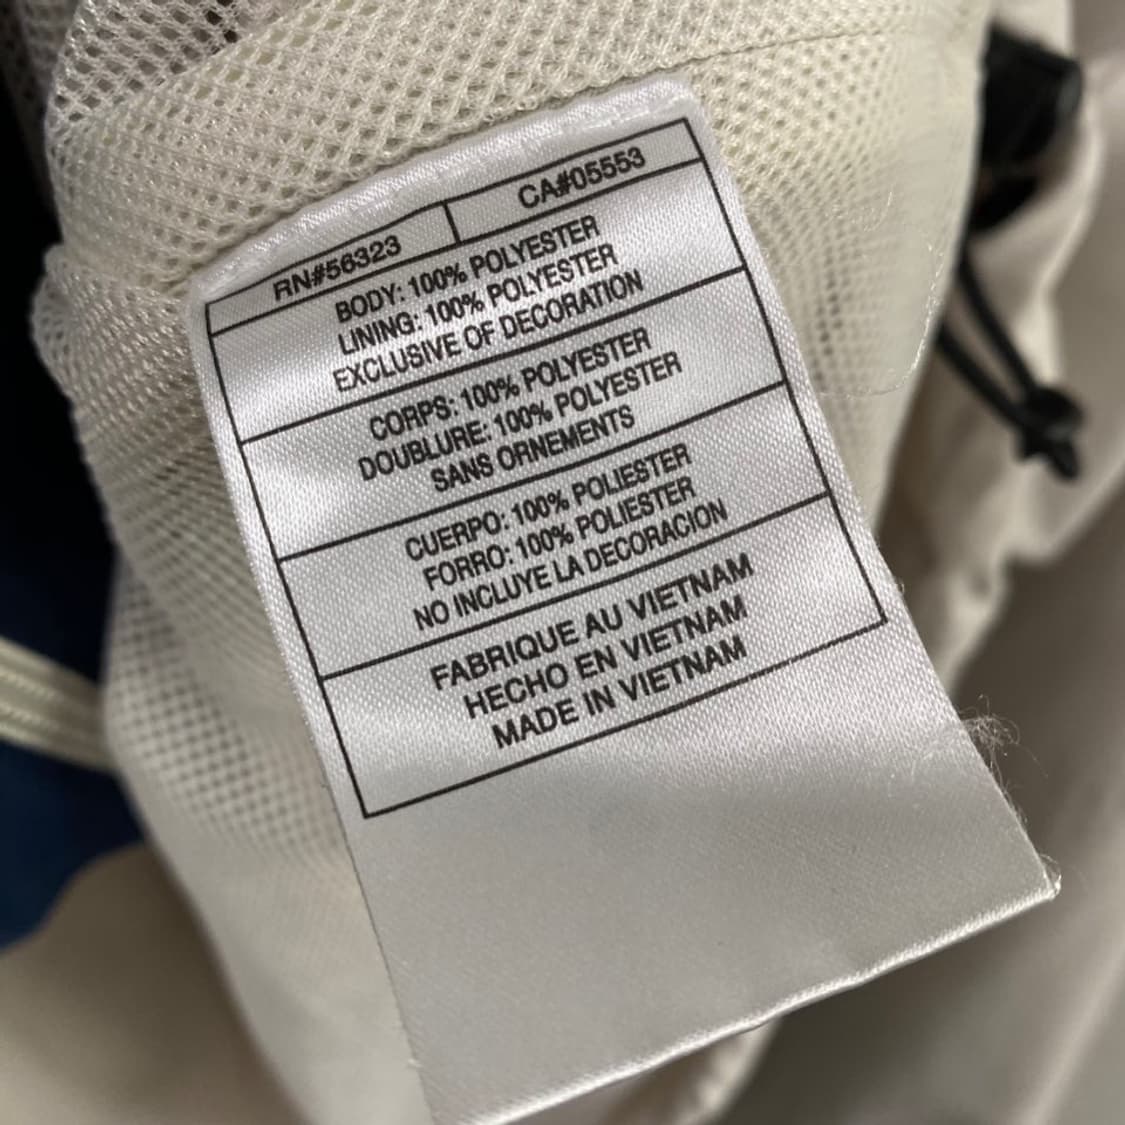 RN#56323 CA#05553
BODY: 100% POLYESTER
LINING: 100% POLYESTER
EXCLUSIVE OF DECORATION
CORPS: 100% POLYESTER
DOUBLURE: 100% POLYESTER
SANS ORNEMENTS
CUERPO: 100% POLIESTER
FORRO: 100% POLIESTER
NO INCLUYE LA DECORACION
FABRIQUE AU VIETNAM
HECHO EN VIETNAM
MADE IN VIETNAM